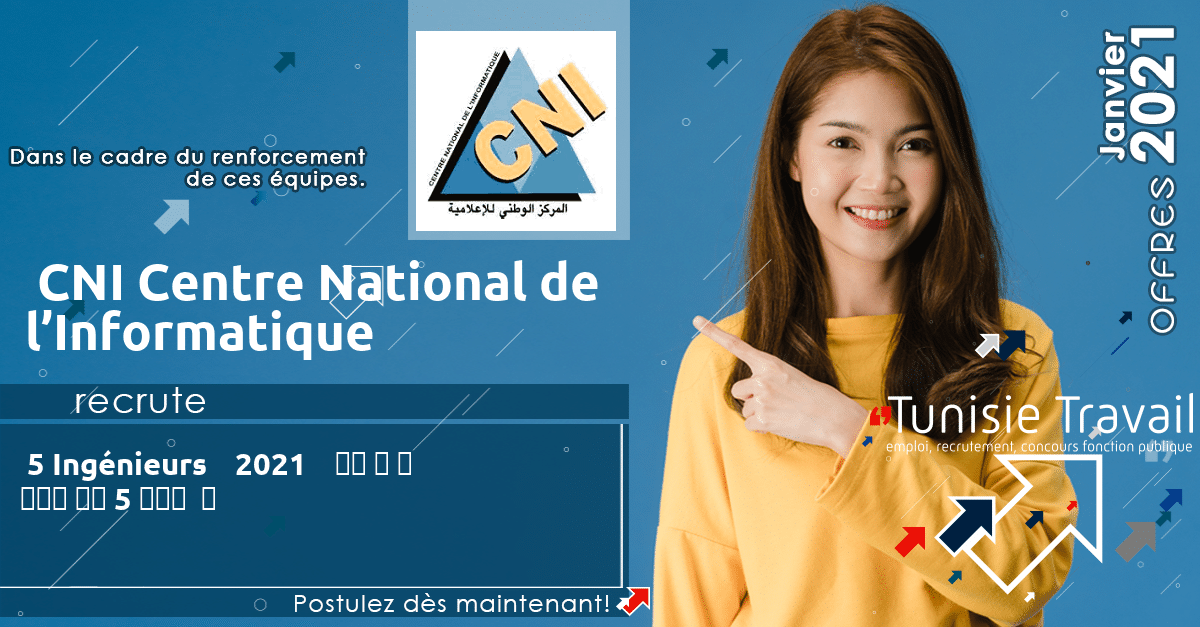 Dans le cadre du renforcement
de ces équipes.
CENTRE NATIONAL DE L'INFORMATIQUE
CNI
المركز الوطني للإعلامية
CNI Centre National de
l’Informatique
recrute
5 Ingénieurs 2021
5
Postulez dès maintenant!
OFFRES Janvier 2021
Tunisie Travail
emploi, recrutement, concours fonction publique